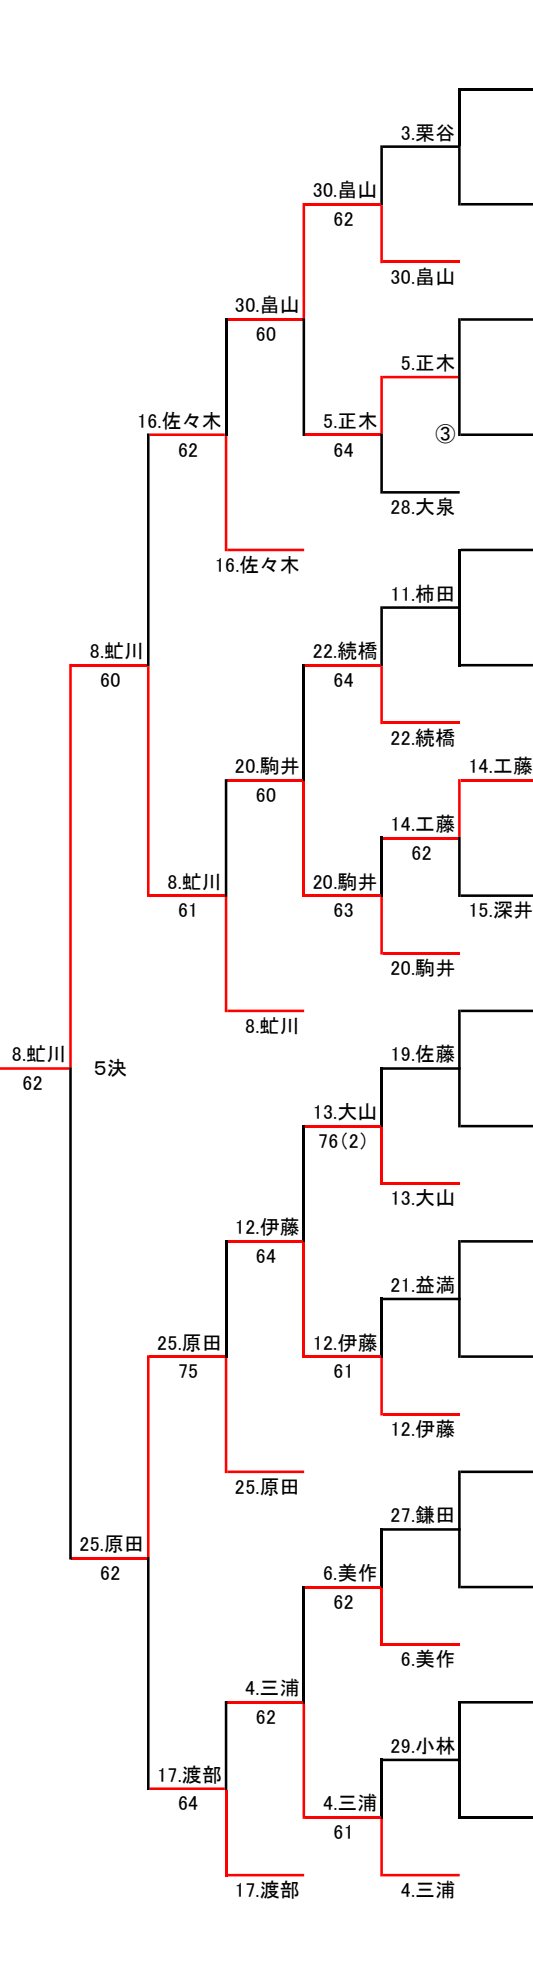 3.栗谷
30.畠山
62
30.畠山
30.畠山
60
5.正木
16.佐々木
62
5.正木
64
③
28.大泉
16.佐々木
11.柿田
8.虻川
60
22.続橋
64
22.続橋
20.駒井
60
14.工藤
14.工藤
62
8.虻川
61
20.駒井
63
15.深井
20.駒井
8.虻川
8.虻川
62
5決
19.佐藤
13.大山
76(2)
13.大山
12.伊藤
64
21.益満
25.原田
75
12.伊藤
61
12.伊藤
25.原田
27.鎌田
25.原田
62
6.美作
62
6.美作
4.三浦
62
29.小林
17.渡部
64
4.三浦
61
17.渡部
4.三浦